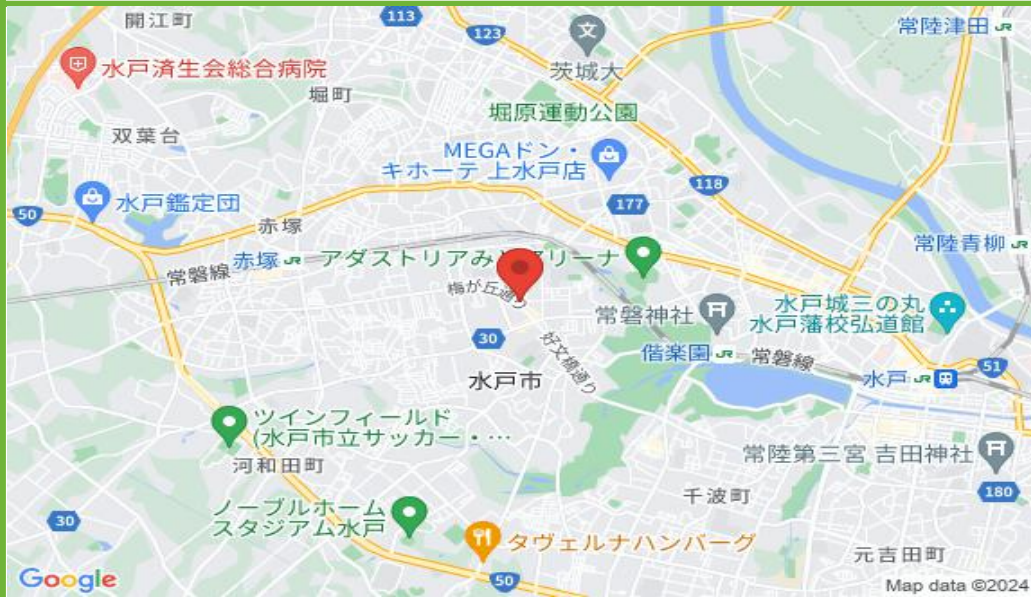 開江町
113
123
常陸津田 JR
水戸済生会総合病院
文
茨城大
堀町
堀原運動公園
双葉台
MEGAドン・
キホーテ 上水戸店
118
50
水戸鑑定団
177
赤塚
常磐線
赤塚 JR
アダストリアみと
アリーナ
常陸青柳 JR
梅が丘通り
常磐神社
水戸城三の丸
水戸藩校弘道館
30
好文橋通り
偕楽園 JR
常磐線
51
水戸市
水戸 JR
ツインフィールド
(水戸市立サッカー・…
河和田町
常陸第三宮 吉田神社
千波町
180
30
ノーブルホーム
スタジアム水戸
タヴェルナハンバーグ
元吉田町
50
Google
Map data ©2024